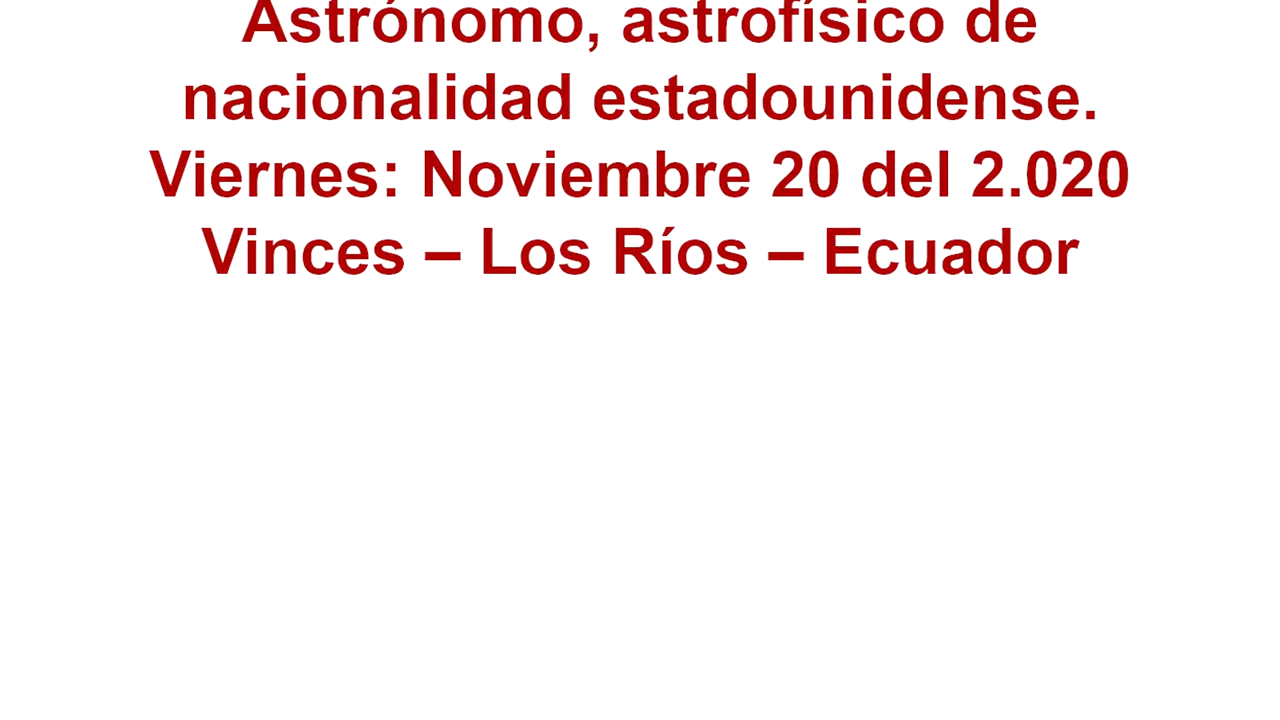 Astrónomo, astrofísico de
nacionalidad estadounidense.
Viernes: Noviembre 20 del 2.020
Vinces – Los Ríos – Ecuador